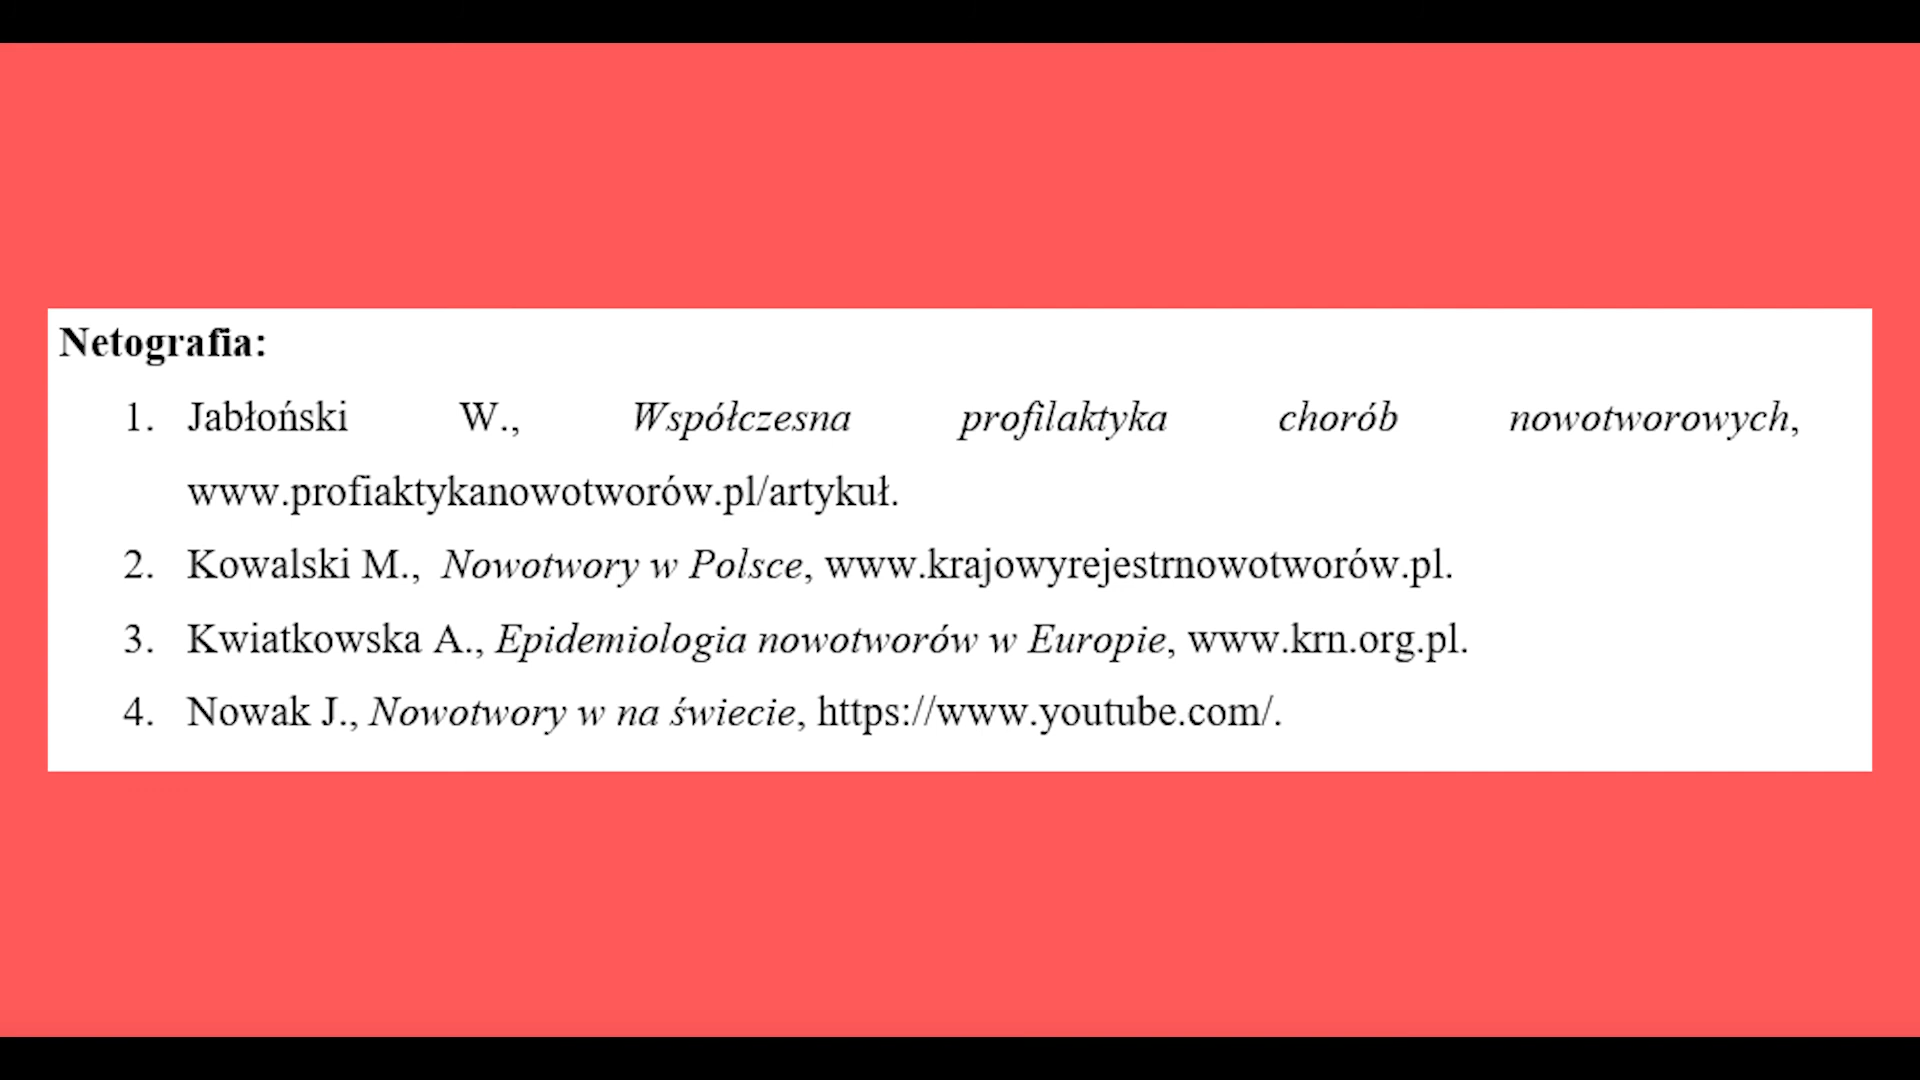 Netografia:
1. Jabłoński W., Współczesna profilaktyka chorób nowotworowych,
www.profiaktykanowotworów.pl/artykuł.
2. Kowalski M., Nowotwory w Polsce, www.krajowyrejestrnowotworów.pl.
3. Kwiatkowska A., Epidemiologia nowotworów w Europie, www.krn.org.pl.
4. Nowak J., Nowotwory w na świecie, https://www.youtube.com/.